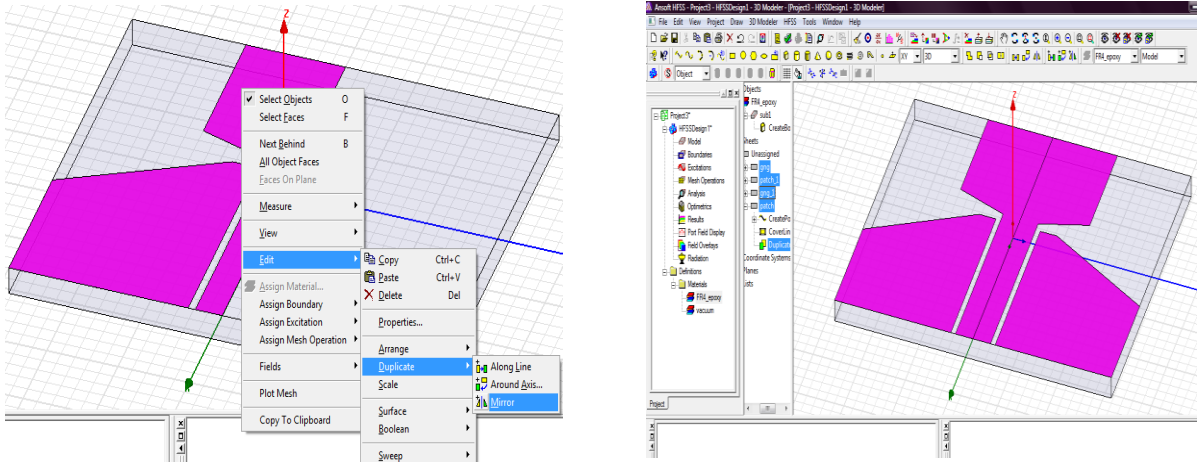 Z
✓ Select Objects O
Select Faces F
Next Behind B
All Object Faces
Faces On Plane
Measure
View
Edit
Assign Material...
Assign Boundary
Assign Excitation
Assign Mesh Operation
Fields
Plot Mesh
Copy To Clipboard
Copy Ctrl+C
Paste Ctrl+V
Delete Del
Properties...
Arrange
Duplicate
Scale
Surface
Boolean
Sweep
Along Line
Around Axis...
Mirror
Ansoft HFSS - Project3 - HFSSDesign1 - 3D Modeler - [Project3 - HFSSDesign1 - 3D Modeler]
File Edit View Project Draw 3D Modeler HFSS Tools Window Help
XY 3D FR4_epoxy Model
Object
Project3*
HFSSDesign1*
Model
Boundaries
Excitations
Mesh Operations
Analysis
Optimetrics
Results
Port Field Display
Field Overlays
Radiation
Definitions
Materials
FR4_epoxy
vacuum
Project
Objects
FR4_epoxy
sub1
CreateBo
Sheets
Unassigned
patch_1
patch
CreatePo
CoverLin
Duplicate
Coordinate Systems
Planes
Lists
Z